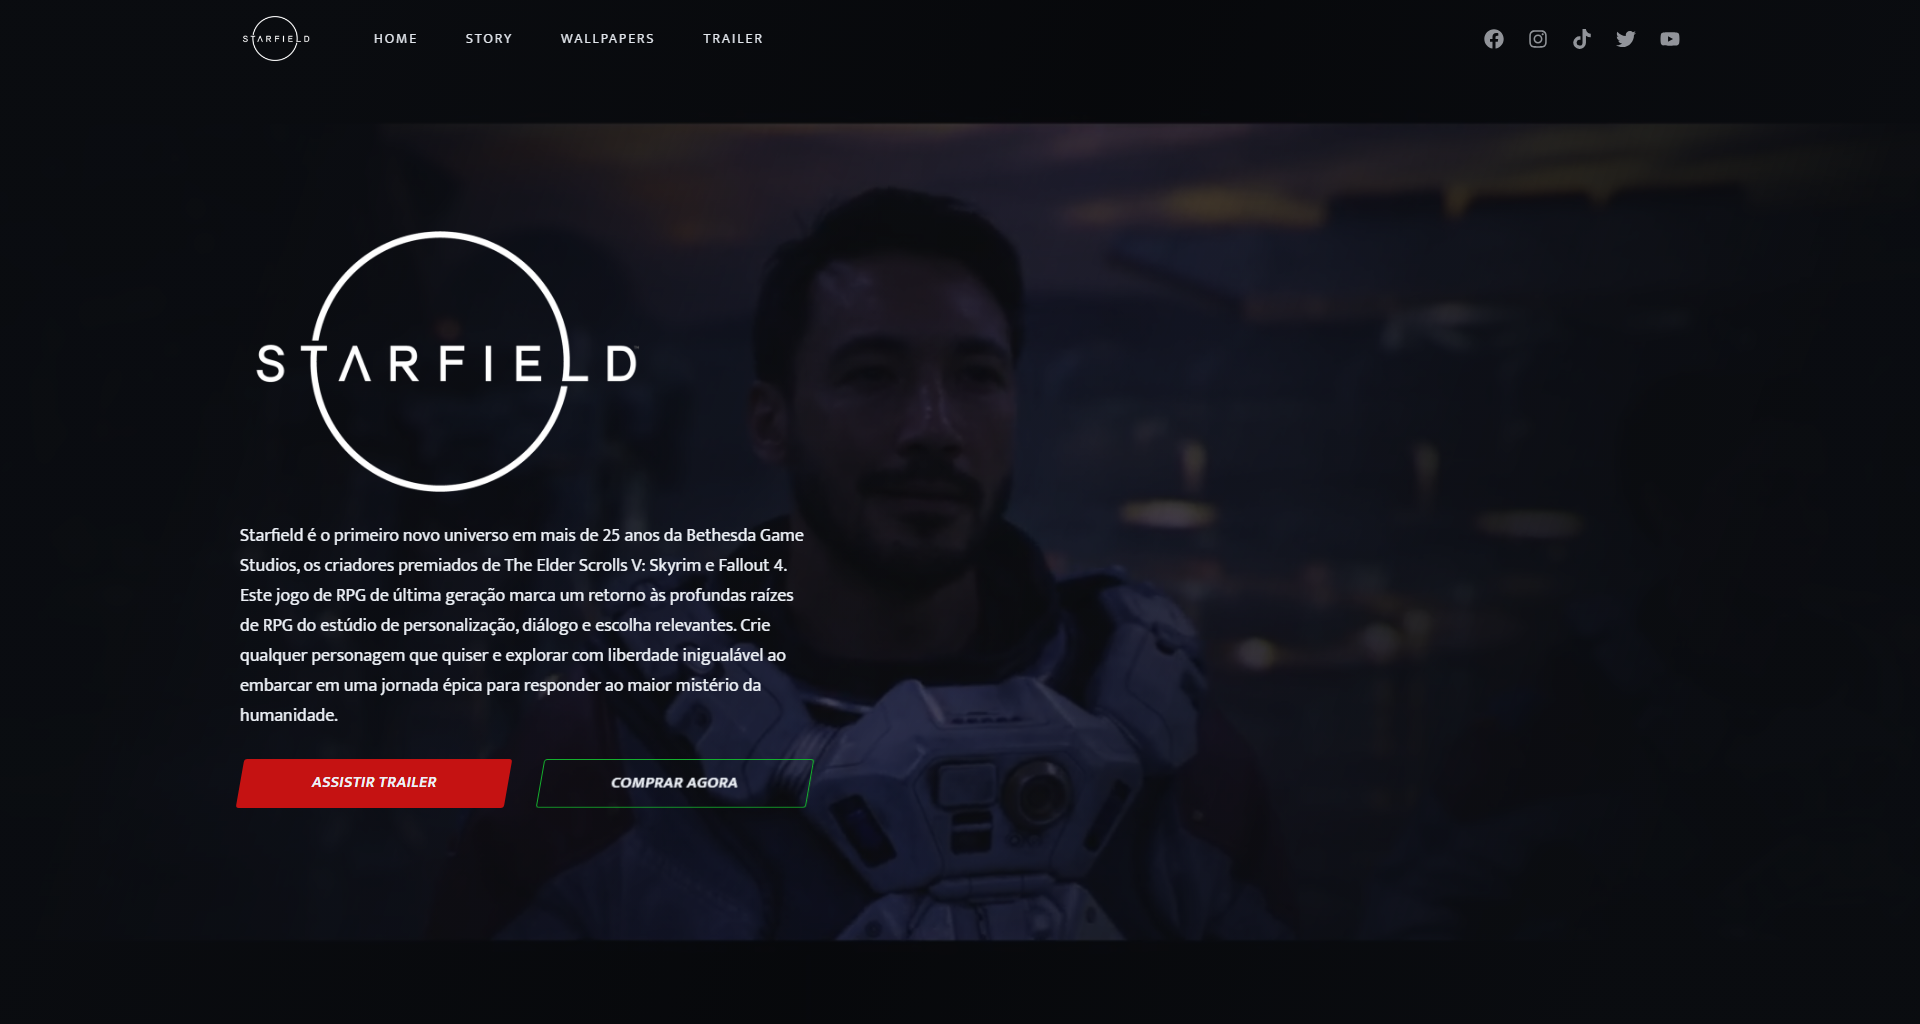 STARFIELD
HOME
STORY
WALLPAPERS
TRAILER
STARFIELD
Starfield é o primeiro novo universo em mais de 25 anos da Bethesda Game
Studios, os criadores premiados de The Elder Scrolls V: Skyrim e Fallout 4.
Este jogo de RPG de última geração marca um retorno às profundas raízes
de RPG do estúdio de personalização, diálogo e escolha relevantes. Crie
qualquer personagem que quiser e explorar com liberdade inigualável ao
embarcar em uma jornada épica para responder ao maior mistério da
humanidade.
ASSISTIR TRAILER
COMPRAR AGORA